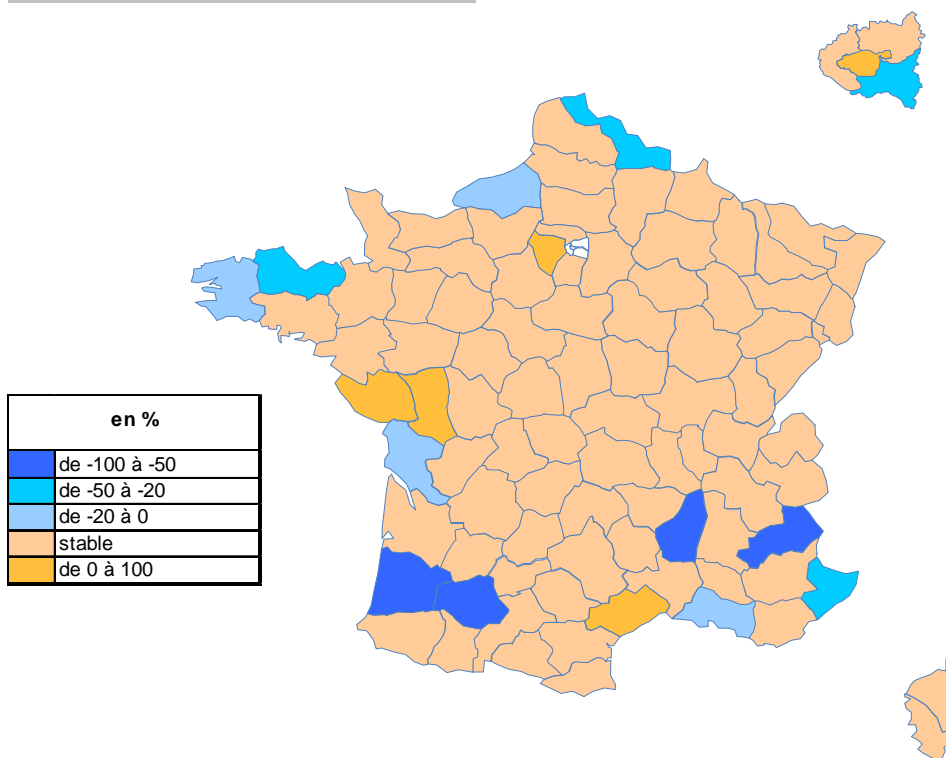 en %
de -100 à -50
de -50 à -20
de -20 à 0
stable
de 0 à 100